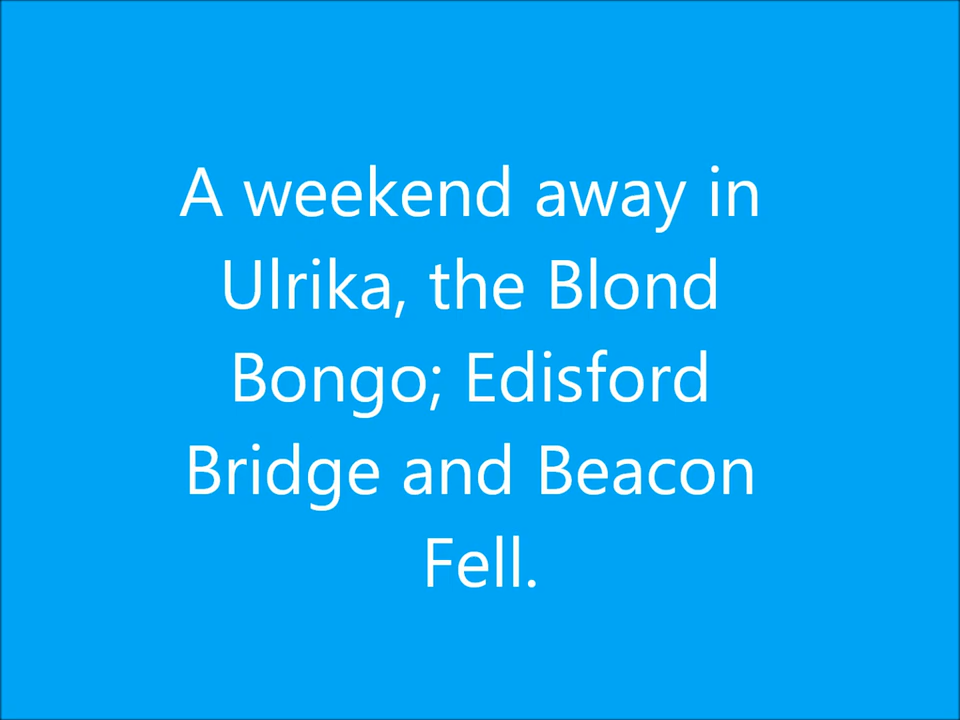 A weekend away in
Ulrika, the Blond
Bongo; Edisford
Bridge and Beacon
Fell.